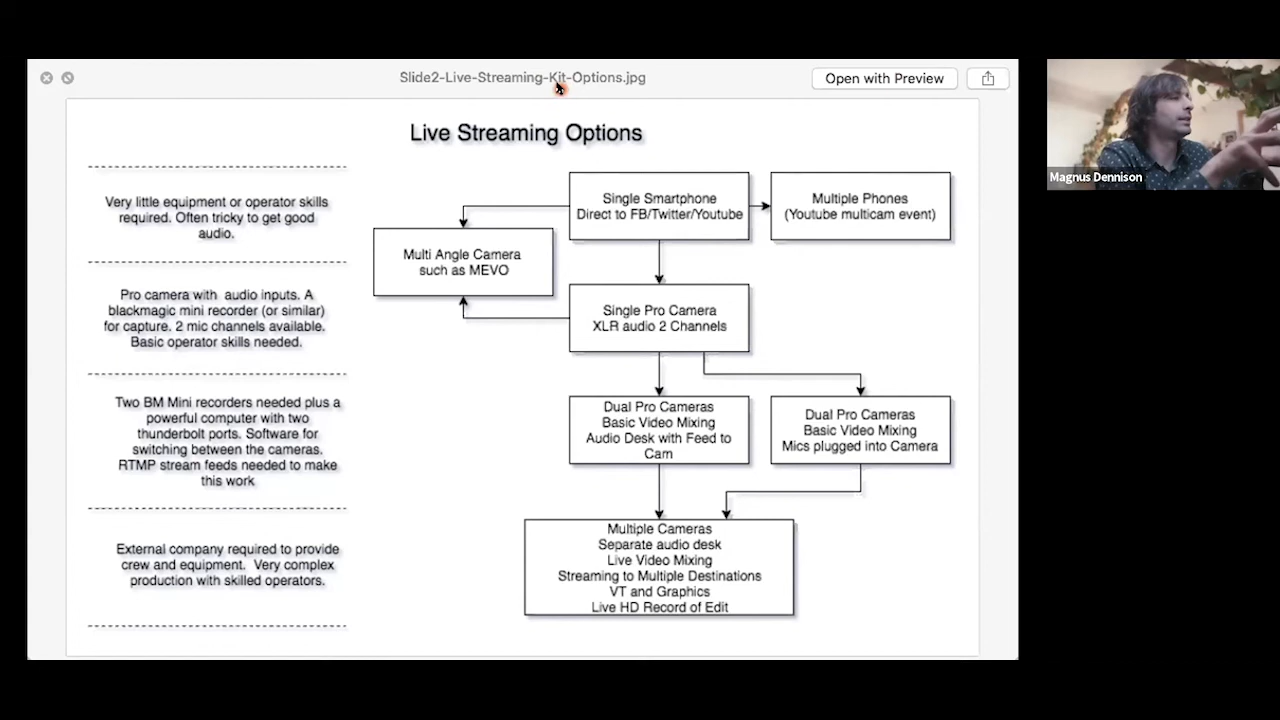 Slide2-Live-Streaming-Kit-Options.jpg
Open with Preview
Magnus Dennison
Live Streaming Options
Very little equipment or operator skills
required. Often tricky to get good
audio.
Single Smartphone
Direct to FB/Twitter/Youtube
Multiple Phones
(Youtube multicam event)
Multi Angle Camera
such as MEVO
Pro camera with audio inputs. A
blackmagic mini recorder (or similar)
for capture. 2 mic channels available.
Basic operator skills needed.
Single Pro Camera
XLR audio 2 Channels
Two BM Mini recorders needed plus a
powerful computer with two
thunderbolt ports. Software for
switching between the cameras.
RTMP stream feeds needed to make
this work
Dual Pro Cameras
Basic Video Mixing
Audio Desk with Feed to
Cam
Dual Pro Cameras
Basic Video Mixing
Mics plugged into Camera
External company required to provide
crew and equipment. Very complex
production with skilled operators.
Multiple Cameras
Separate audio desk
Live Video Mixing
Streaming to Multiple Destinations
VT and Graphics
Live HD Record of Edit